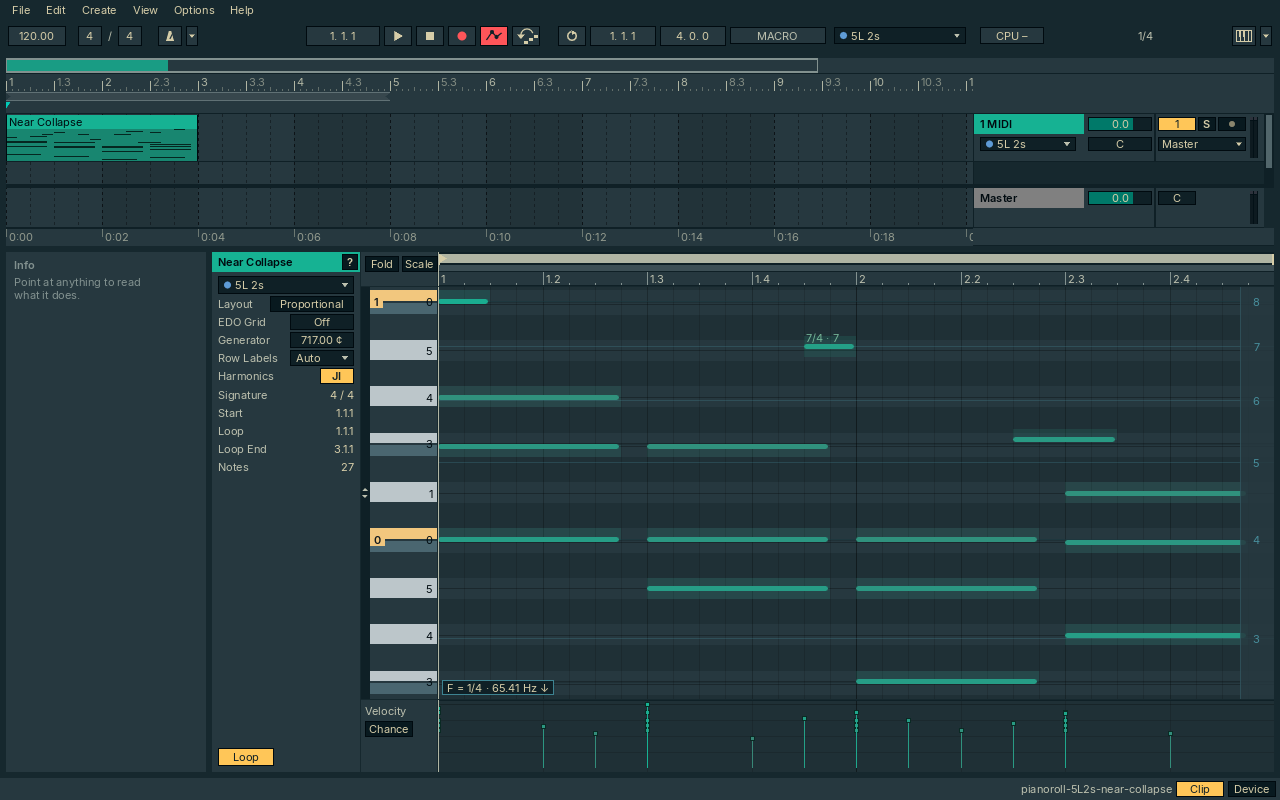 File Edit Create View Options Help
120.00 4 / 4 1. 1. 1 1. 1. 1 4. 0. 0 MACRO 5L 2s CPU – 1/4
1 1.3 2 2.3 3 3.3 4 4.3 5 5.3 6 6.3 7 7.3 8 8.3 9 9.3 10 10.3 1
Near Collapse
1 MIDI 0.0 1 S
5L 2s C Master
Master 0.0 C
0:00 0:02 0:04 0:06 0:08 0:10 0:12 0:14 0:16 0:18 0
Info
Point at anything to read
what it does.
Near Collapse ?
5L 2s
Layout Proportional
EDO Grid Off
Generator 717.00 ¢
Row Labels Auto
Harmonics JI
Signature 4 / 4
Start 1.1.1
Loop 1.1.1
Loop End 3.1.1
Notes 27
Loop
Fold Scale
1 1.2 1.3 1.4 2 2.2 2.3 2.4
1 0 8
7/4 · 7
5 7
4 6
3
5
1
0 0 4
5
4 3
3
F = 1/4 · 65.41 Hz ↓
Velocity
Chance
pianoroll-5L2s-near-collapse Clip Device